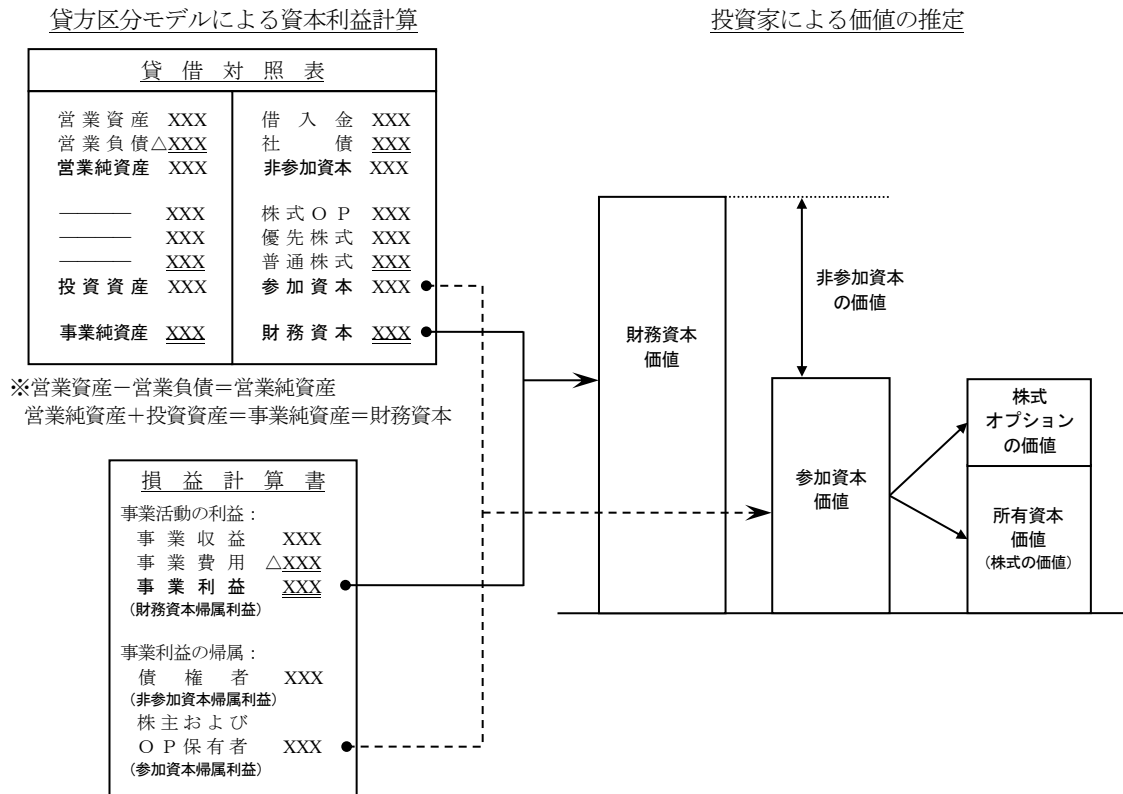 貸方区分モデルによる資本利益計算
投資家による価値の推定
貸借対照表
営業資産 XXX
営業負債△XXX
営業純資産 XXX
――― XXX
――― XXX
――― XXX
投資資産 XXX
事業純資産 XXX
借入金 XXX
社債 XXX
非参加資本 XXX
株式OP XXX
優先株式 XXX
普通株式 XXX
参加資本 XXX
財務資本 XXX
※営業資産－営業負債＝営業純資産
営業純資産＋投資資産＝事業純資産＝財務資本
損益計算書
事業活動の利益：
事業収益 XXX
事業費用 △XXX
事業利益 XXX
(財務資本帰属利益)
事業利益の帰属：
債権者 XXX
(非参加資本帰属利益)
株主および
OP保有者 XXX
(参加資本帰属利益)
財務資本
価値
非参加資本
の価値
参加資本
価値
株式
オプション
の価値
所有資本
価値
(株式の価値)